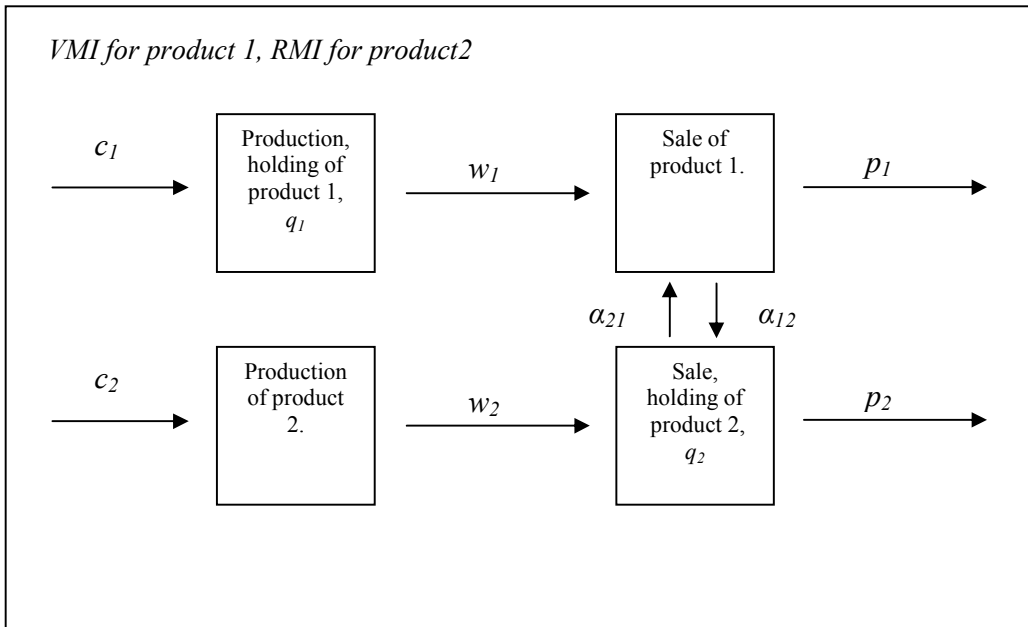 VMI for product 1, RMI for product2
c1
Production,
holding of
product 1,
q1
w1
Sale of
product 1.
p1
α21
α12
c2
Production
of product
2.
w2
Sale,
holding of
product 2,
q2
p2